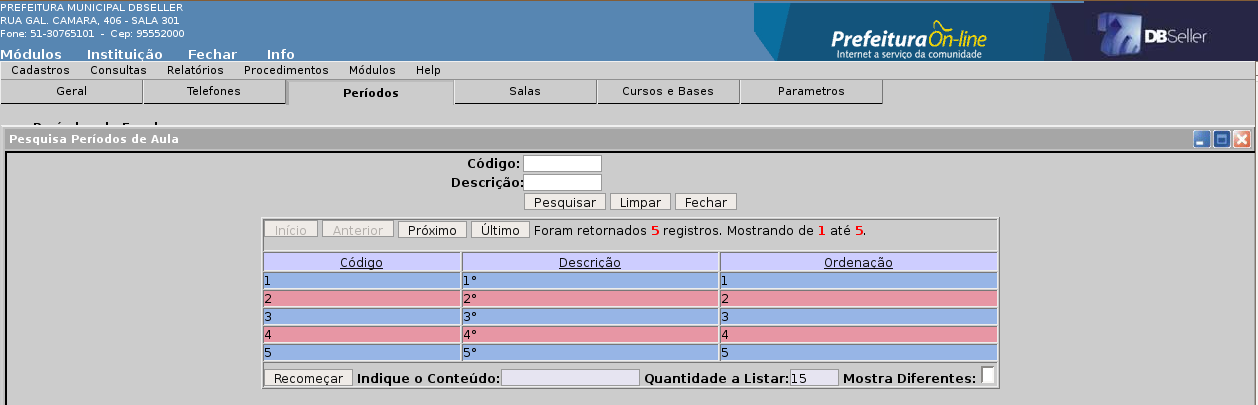 PREFEITURA MUNICIPAL DBSELLER
RUA GAL. CAMARA, 406 - SALA 301
Fone: 51-30765101 - Cep: 95552000
Módulos Instituição Fechar Info
PrefeituraOn-line
Internet a serviço da comunidade
DBSeller
Cadastros Consultas Relatórios Procedimentos Módulos Help
Geral Telefones Períodos Salas Cursos e Bases Parametros
Pesquisa Períodos de Aula
Código:
Descrição:
Pesquisar Limpar Fechar
Início Anterior Próximo Último Foram retornados 5 registros. Mostrando de 1 até 5.
Código Descrição Ordenação
1 1° 1
2 2° 2
3 3° 3
4 4° 4
5 5° 5
Recomeçar Indique o Conteúdo: Quantidade a Listar: 15 Mostra Diferentes: